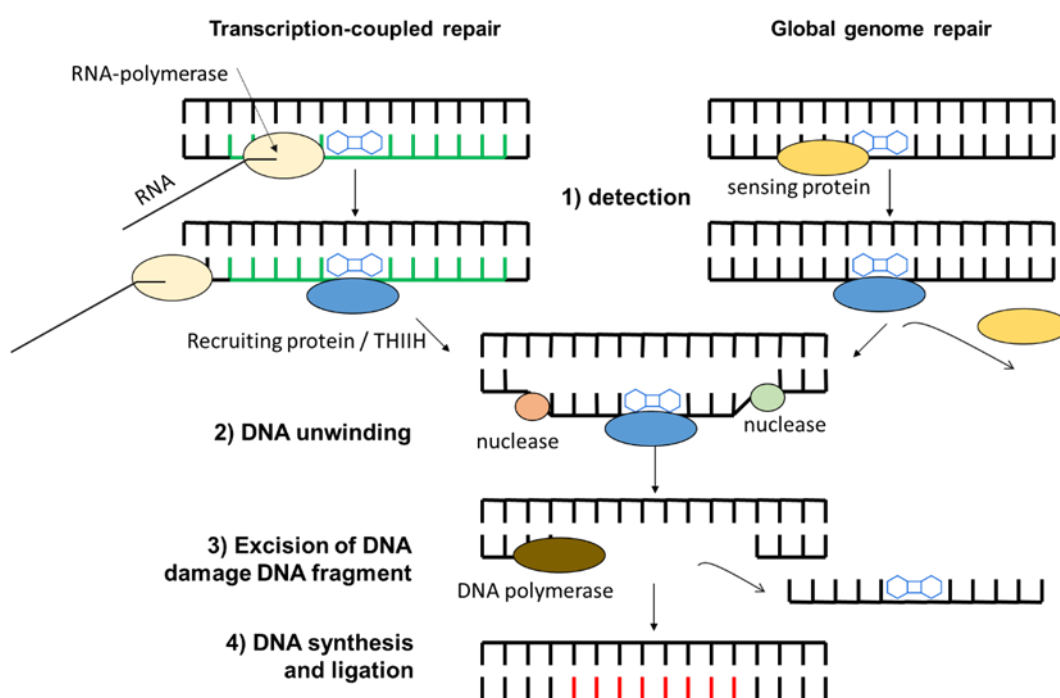 Transcription-coupled repair
Global genome repair
RNA-polymerase
RNA
sensing protein
1) detection
Recruiting protein / THIIH
2) DNA unwinding
nuclease
nuclease
3) Excision of DNA
damage DNA fragment
DNA polymerase
4) DNA synthesis
and ligation